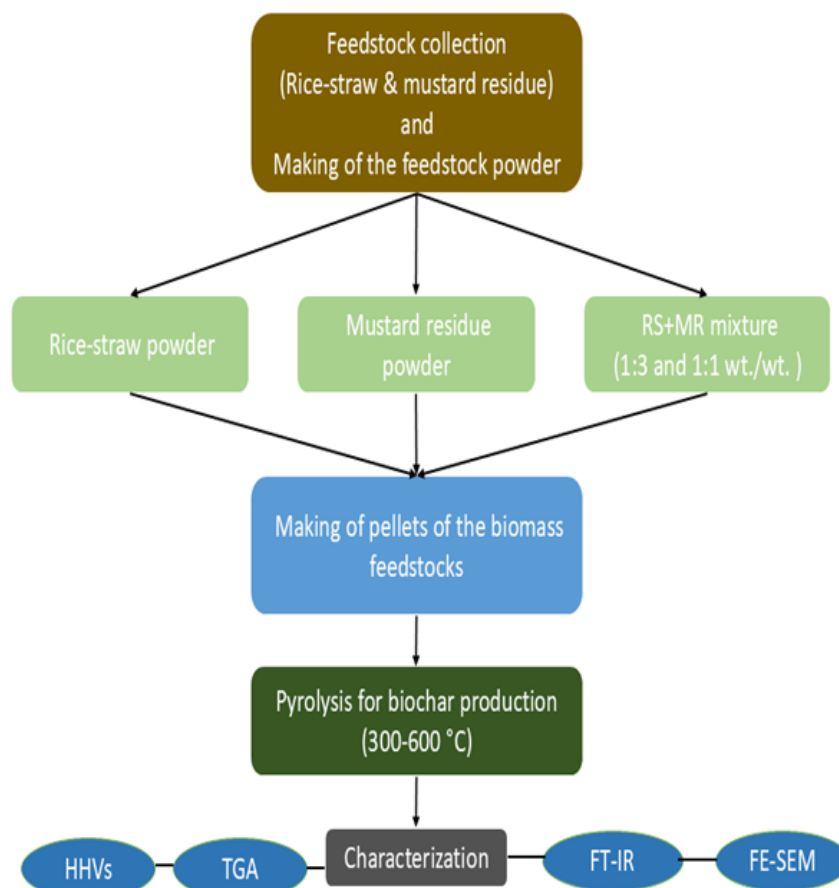 Feedstock collection
(Rice-straw & mustard residue)
and
Making of the feedstock powder
Rice-straw powder
Mustard residue
powder
RS+MR mixture
(1:3 and 1:1 wt./wt. )
Making of pellets of the biomass
feedstocks
Pyrolysis for biochar production
(300-600 °C)
HHVs
TGA
Characterization
FT-IR
FE-SEM